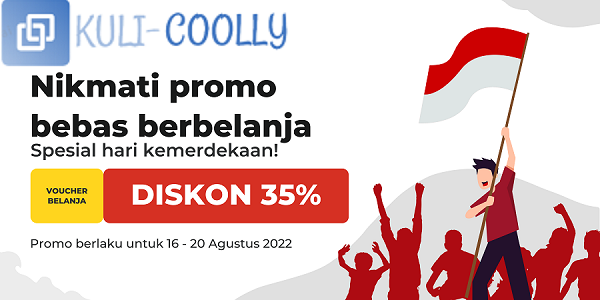 KULI-COOLLY
Nikmati promo
bebas berbelanja
Spesial hari kemerdekaan!
VOUCHER
BELANJA
DISKON 35%
Promo berlaku untuk 16 - 20 Agustus 2022